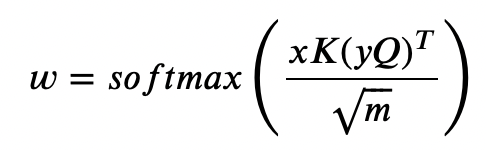 w = softmax ( xK(yQ)^T / √m )